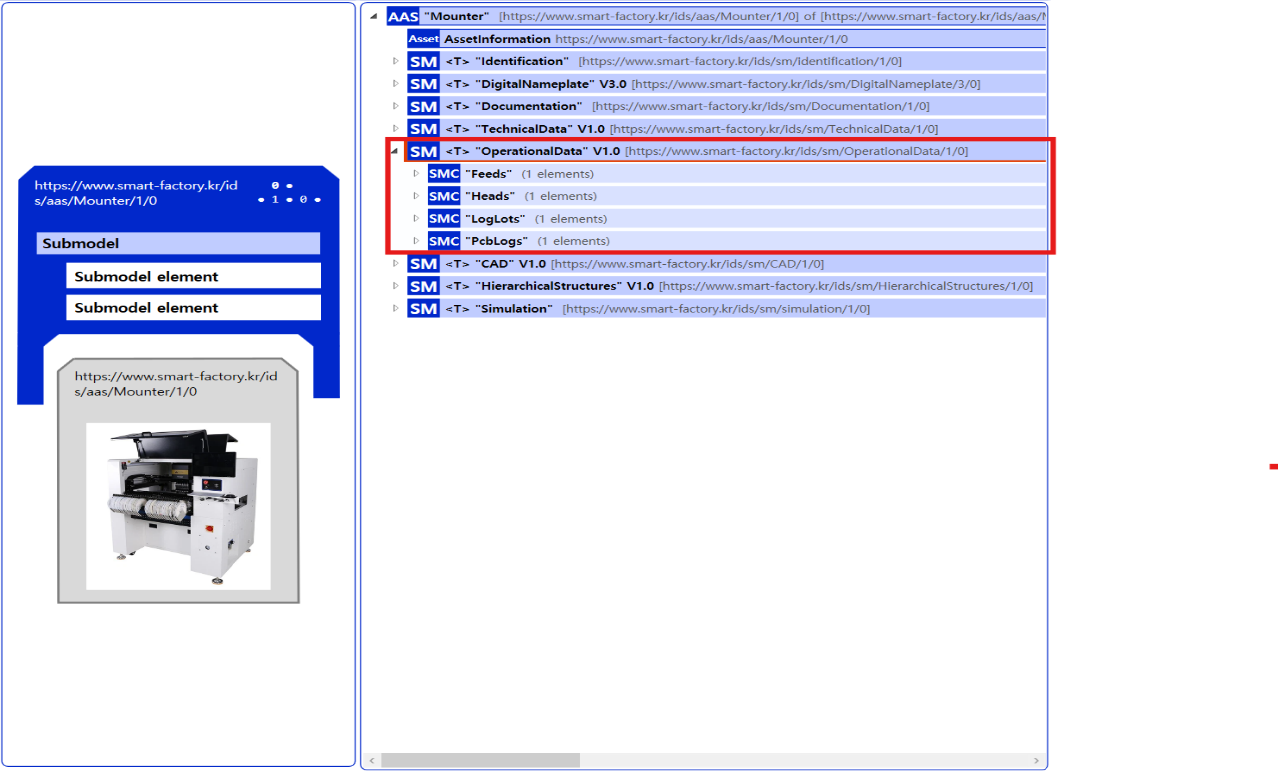 https://www.smart-factory.kr/id
s/aas/Mounter/1/0
0 •
• 1 • 0 •
Submodel
Submodel element
Submodel element
https://www.smart-factory.kr/id
s/aas/Mounter/1/0
AAS "Mounter" [https://www.smart-factory.kr/ids/aas/Mounter/1/0] of [https://www.smart-factory.kr/ids/aas/
Asset AssetInformation https://www.smart-factory.kr/ids/aas/Mounter/1/0
SM <T> "Identification" [https://www.smart-factory.kr/ids/sm/Identification/1/0]
SM <T> "DigitalNameplate" V3.0 [https://www.smart-factory.kr/ids/sm/DigitalNameplate/3/0]
SM <T> "Documentation" [https://www.smart-factory.kr/ids/sm/Documentation/1/0]
SM <T> "TechnicalData" V1.0 [https://www.smart-factory.kr/ids/sm/TechnicalData/1/0]
SM <T> "OperationalData" V1.0 [https://www.smart-factory.kr/ids/sm/OperationalData/1/0]
SMC "Feeds" (1 elements)
SMC "Heads" (1 elements)
SMC "LogLots" (1 elements)
SMC "PcbLogs" (1 elements)
SM <T> "CAD" V1.0 [https://www.smart-factory.kr/ids/sm/CAD/1/0]
SM <T> "HierarchicalStructures" V1.0 [https://www.smart-factory.kr/ids/sm/HierarchicalStructures/1/0]
SM <T> "Simulation" [https://www.smart-factory.kr/ids/sm/simulation/1/0]